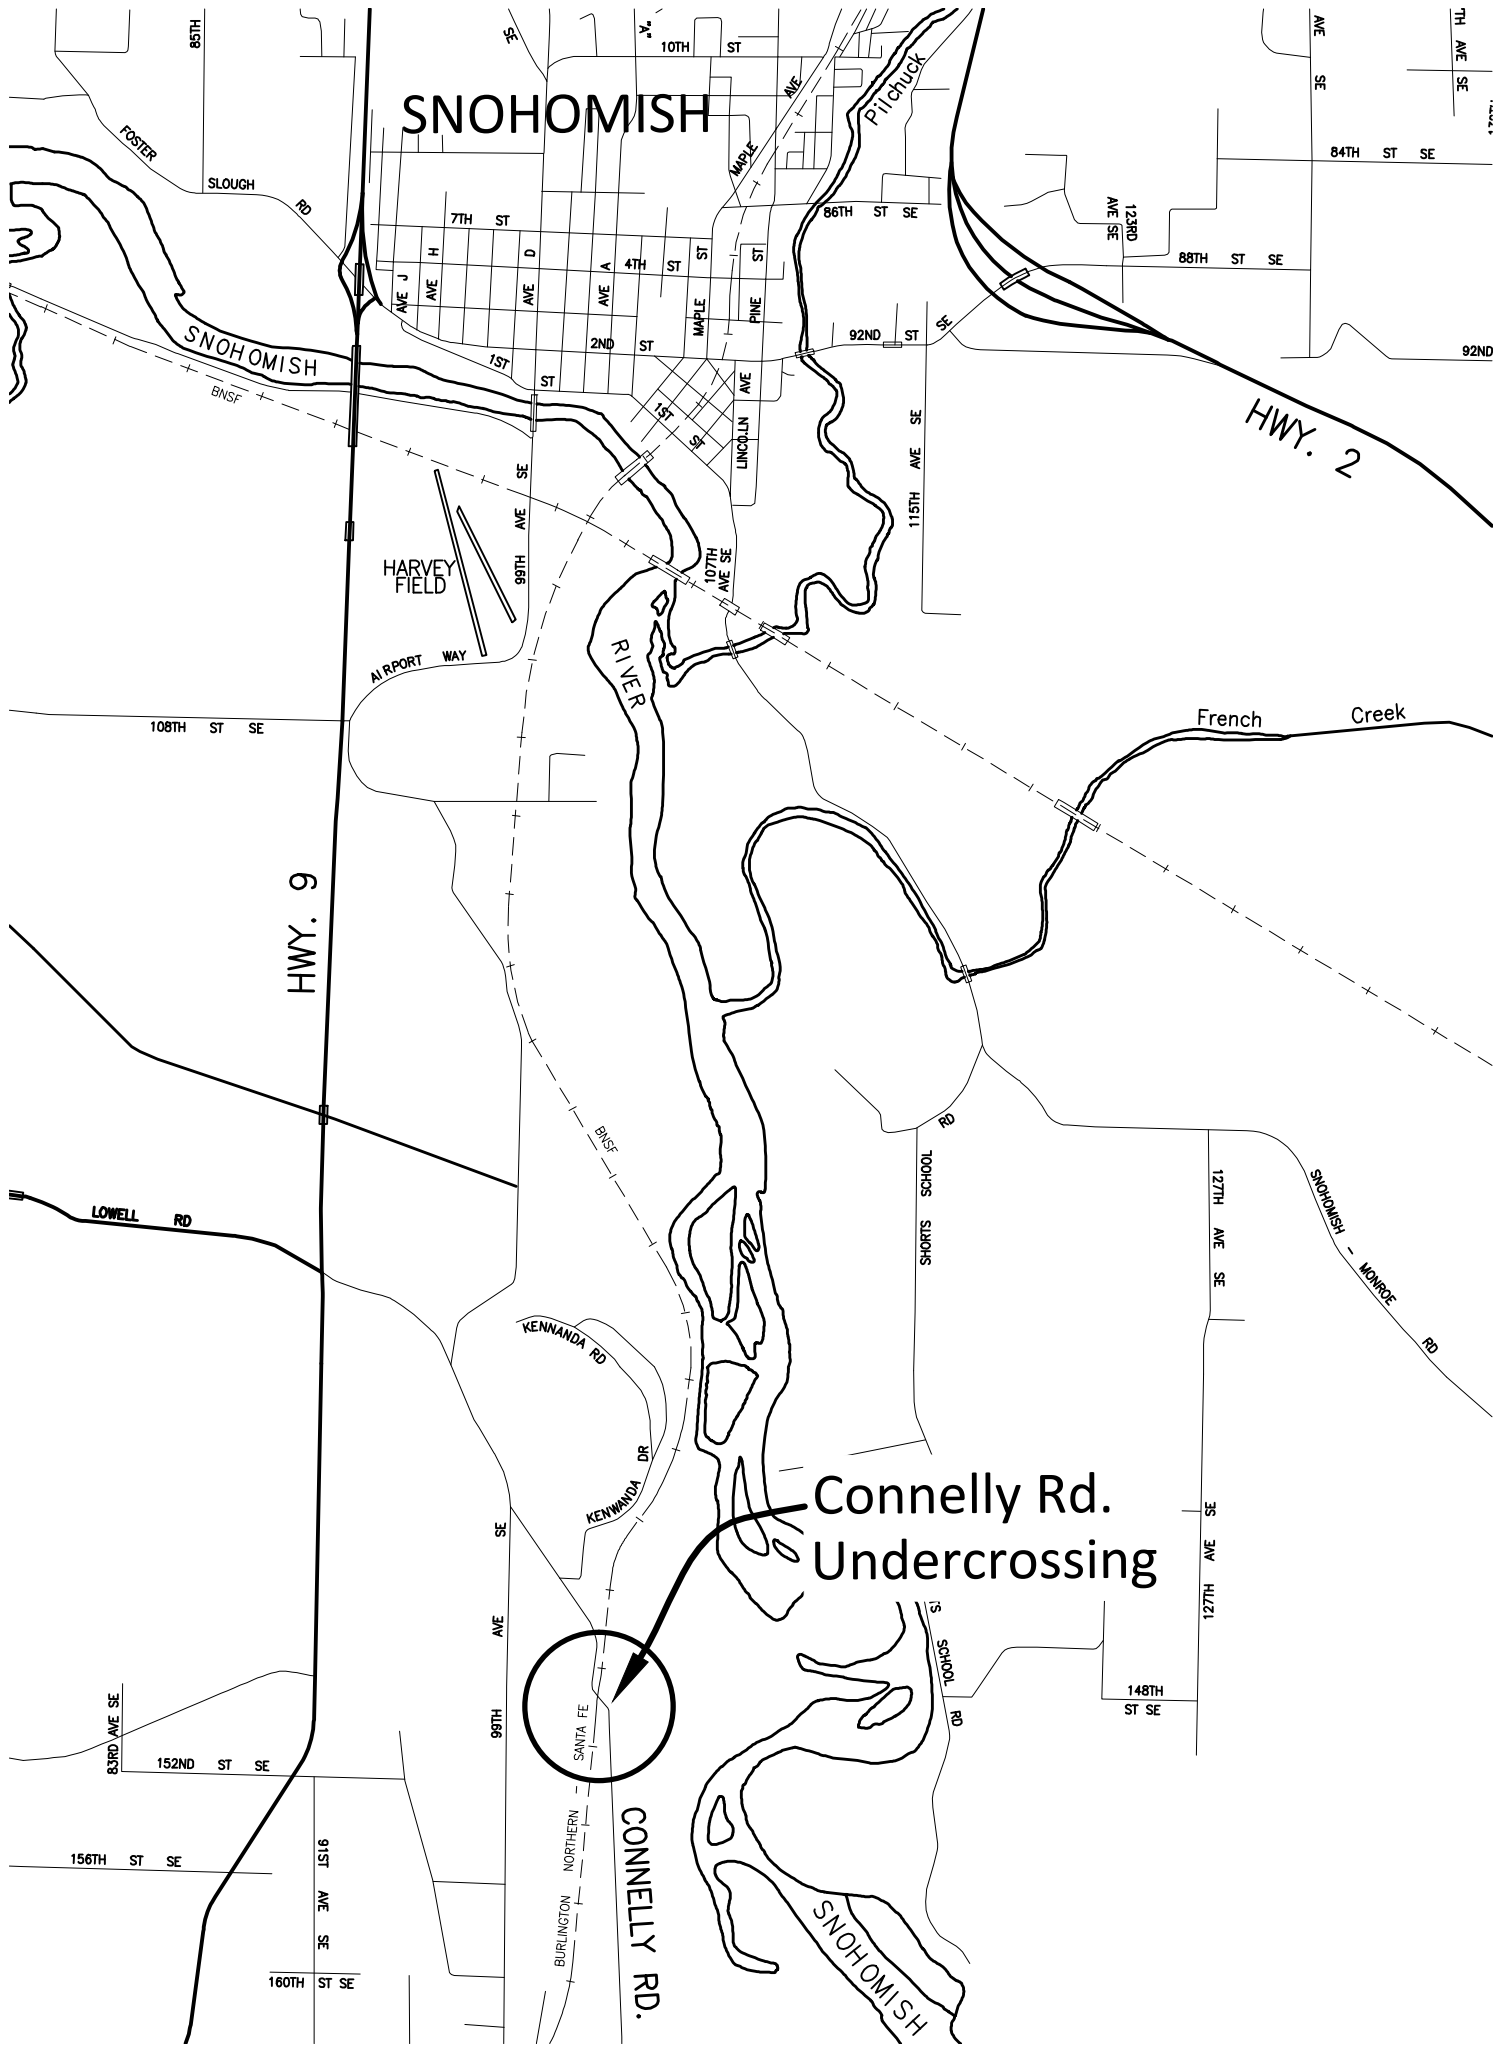 85TH
SE
"A"
10TH ST
AVE
Pilchuck
AVE SE
TH AVE SE
SNOHOMISH
FOSTER
SLOUGH
RD
MAPLE
84TH ST SE
7TH ST
86TH ST SE
123RD
AVE SE
88TH ST SE
AVE J
AVE H
AVE D
AVE A
4TH ST
MAPLE ST
PINE ST
SNOHOMISH
1ST ST
2ND ST
92ND ST SE
92ND
BNSF
1ST ST
AVE
LINCOLN
115TH AVE SE
HWY. 2
HARVEY
FIELD
99TH AVE SE
107TH
AVE SE
AIRPORT WAY
RIVER
108TH ST SE
French Creek
HWY. 9
BNSF
RD
SHORTS SCHOOL
127TH AVE SE
SNOHOMISH - MONROE RD
LOWELL RD
KENNANDA RD
KENWANDA DR
Connelly Rd.
Undercrossing
99TH AVE SE
127TH AVE SE
TS SCHOOL RD
148TH
ST SE
83RD AVE SE
152ND ST SE
BURLINGTON NORTHERN - SANTA FE
CONNELLY RD.
156TH ST SE
91ST AVE SE
160TH ST SE
SNOHOMISH